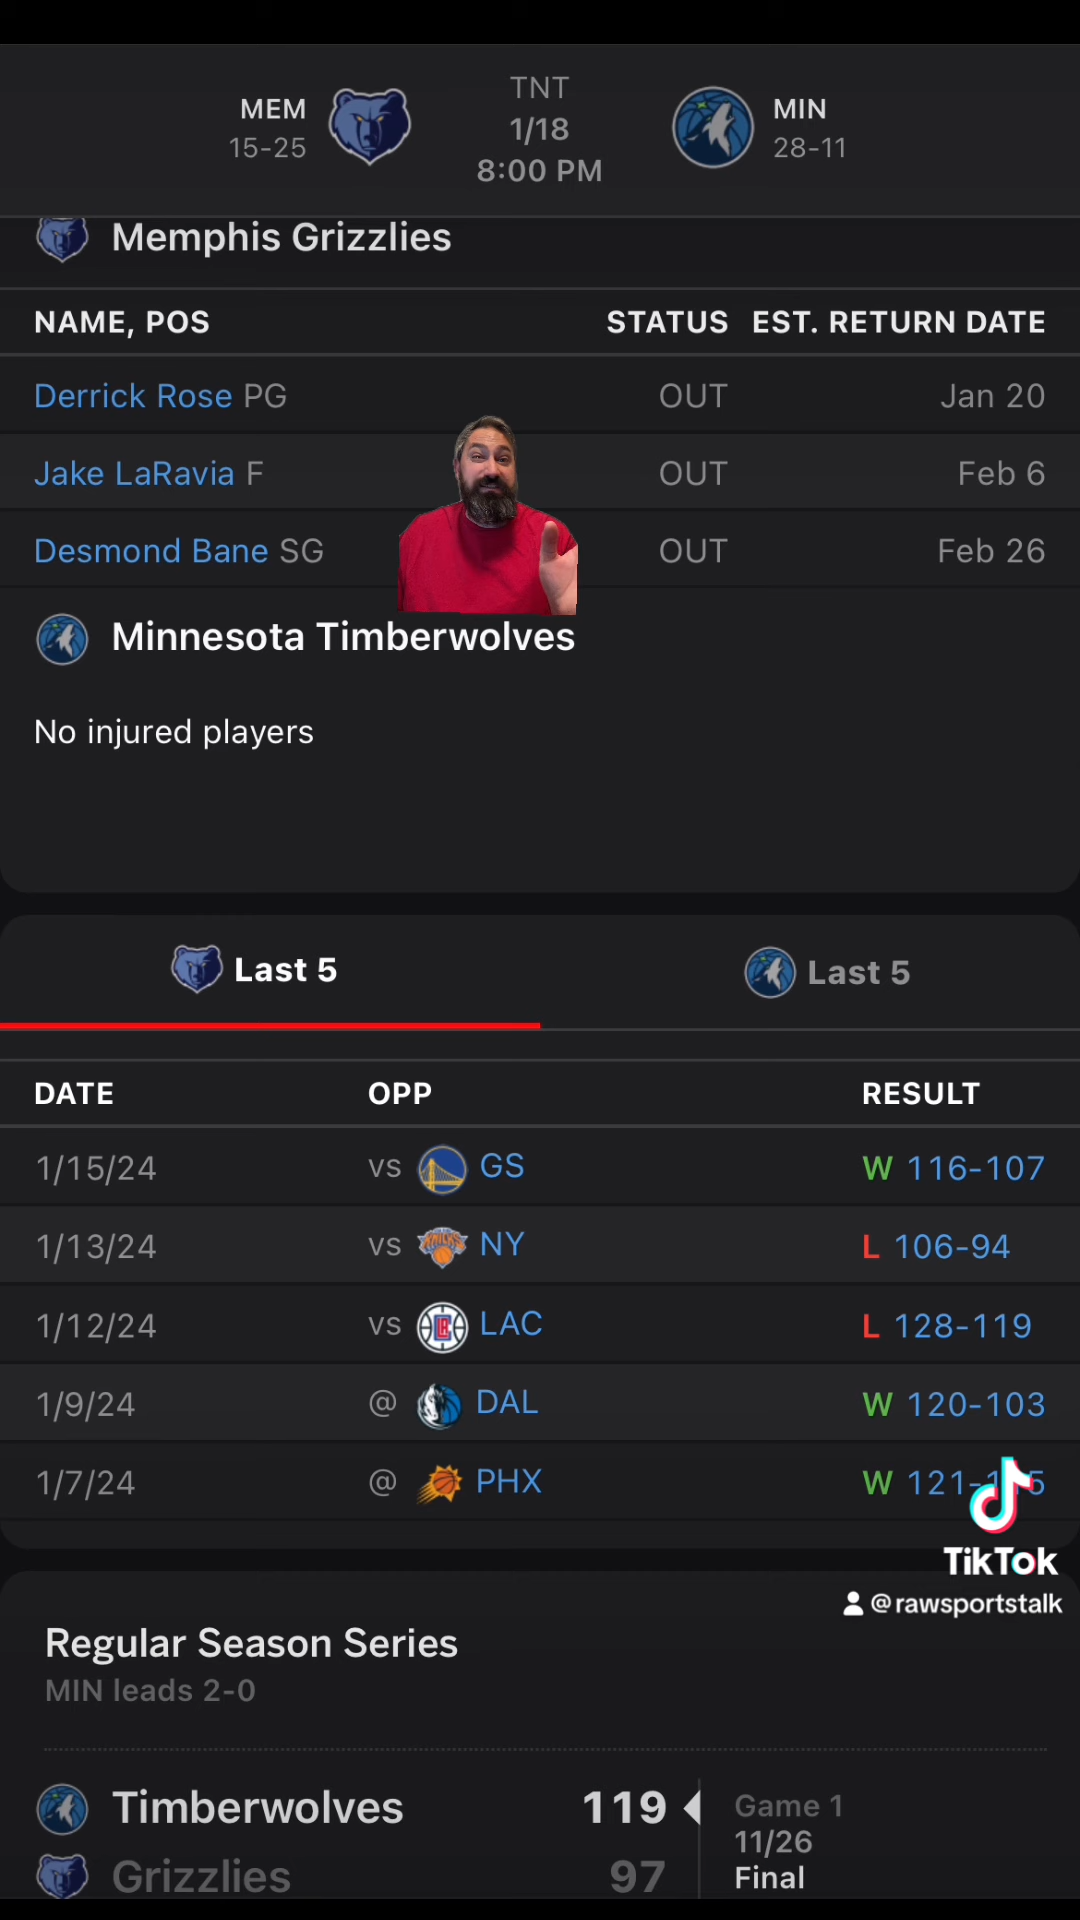 TNT
MEM
1/18
MIN
15-25
8:00 PM
28-11
Memphis Grizzlies
NAME, POS STATUS EST. RETURN DATE
Derrick Rose PG OUT Jan 20
Jake LaRavia F OUT Feb 6
Desmond Bane SG OUT Feb 26
Minnesota Timberwolves
No injured players
Last 5 Last 5
DATE OPP RESULT
1/15/24 vs GS W 116-107
1/13/24 vs NY L 106-94
1/12/24 vs LAC L 128-119
1/9/24 @ DAL W 120-103
1/7/24 @ PHX W
TikTok
@rawsportstalk
Regular Season Series
MIN leads 2-0
Timberwolves 119 Game 1
11/26
Grizzlies 97 Final